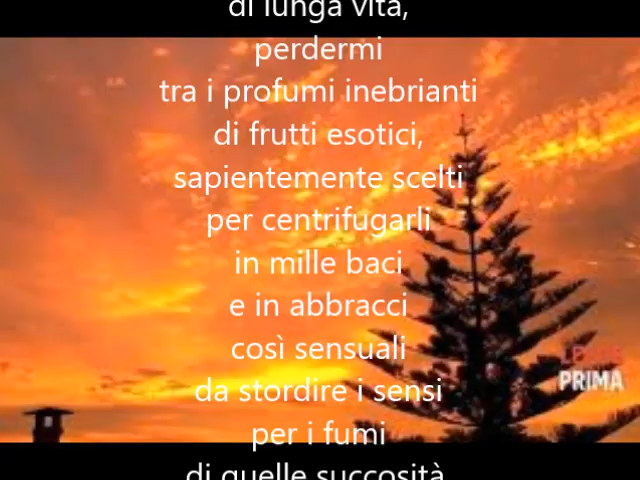 di lunga vita,
perdermi
tra i profumi inebrianti
di frutti esotici,
sapientemente scelti
per centrifugarli
in mille baci
e in abbracci
così sensuali
da stordire i sensi
per i fumi
di quelle succosità
PRIMA